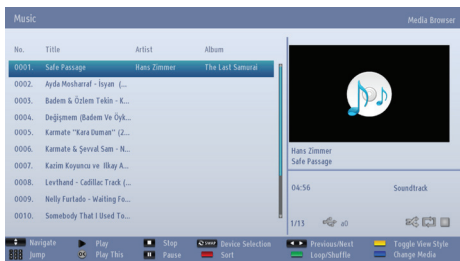 Music Media Browser
No. Title Artist Album
0001. Safe Passage Hans Zimmer The Last Samurai
0002. Ayda Mosharraf - İsyan (...
0003. Badem & Özlem Tekin - K...
0004. Değişmem (Badem Ve Öyk...
0005. Karmate "Kara Duman" (2...
0006. Karmate & Şevval Sam - N...
0007. Kazim Koyuncu ve Ilkay A...
0008. Levthand - Cadillac Track (...
0009. Nelly Furtado - Waiting Fo...
0010. Somebody That I Used To...
Hans Zimmer
Safe Passage
04:56 Soundtrack
1/13 a0
Navigate Play Stop SWAP Device Selection Previous/Next Toggle View Style
Jump OK Play This Pause Sort Loop/Shuffle Change Media